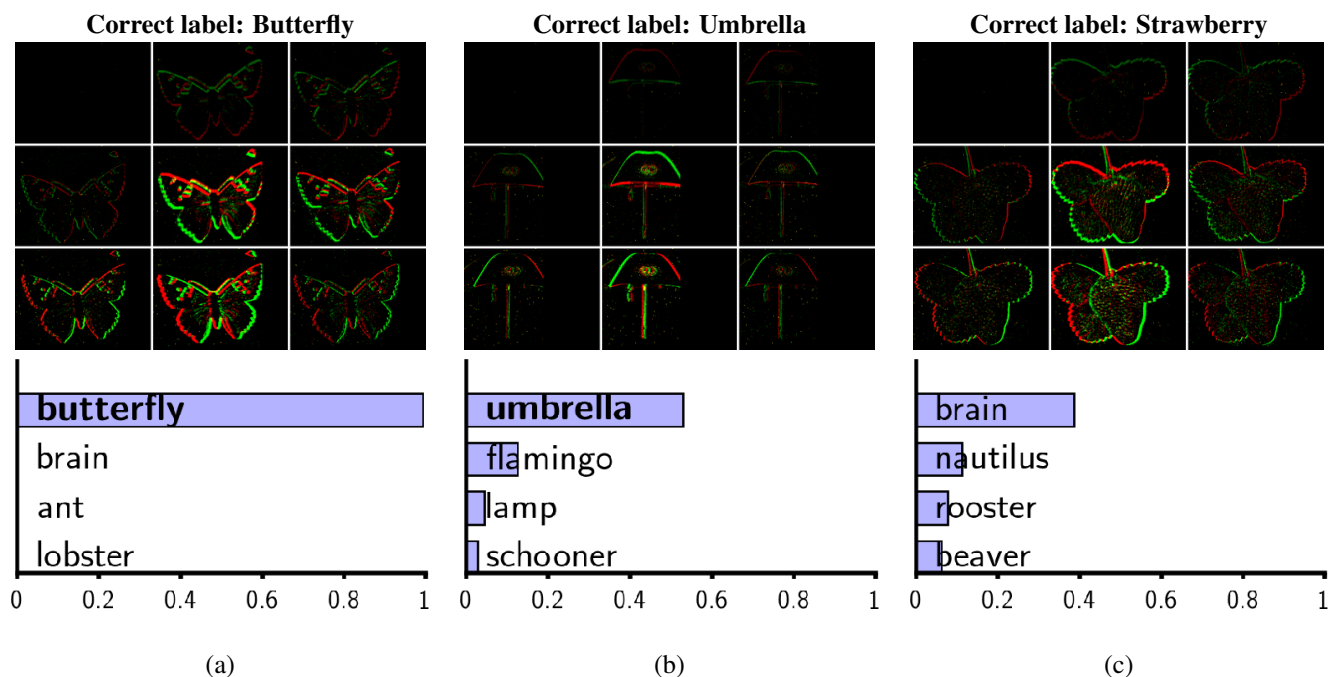 Correct label: Butterfly
butterfly
brain
ant
lobster
0 0.2 0.4 0.6 0.8 1
(a)
Correct label: Umbrella
umbrella
flamingo
lamp
schooner
0 0.2 0.4 0.6 0.8 1
(b)
Correct label: Strawberry
brain
nautilus
rooster
beaver
0 0.2 0.4 0.6 0.8 1
(c)